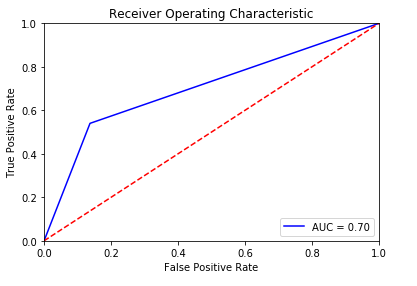 Receiver Operating Characteristic
1.0
0.8
0.6
0.4
0.2
0.0
True Positive Rate
AUC = 0.70
0.0 0.2 0.4 0.6 0.8 1.0
False Positive Rate